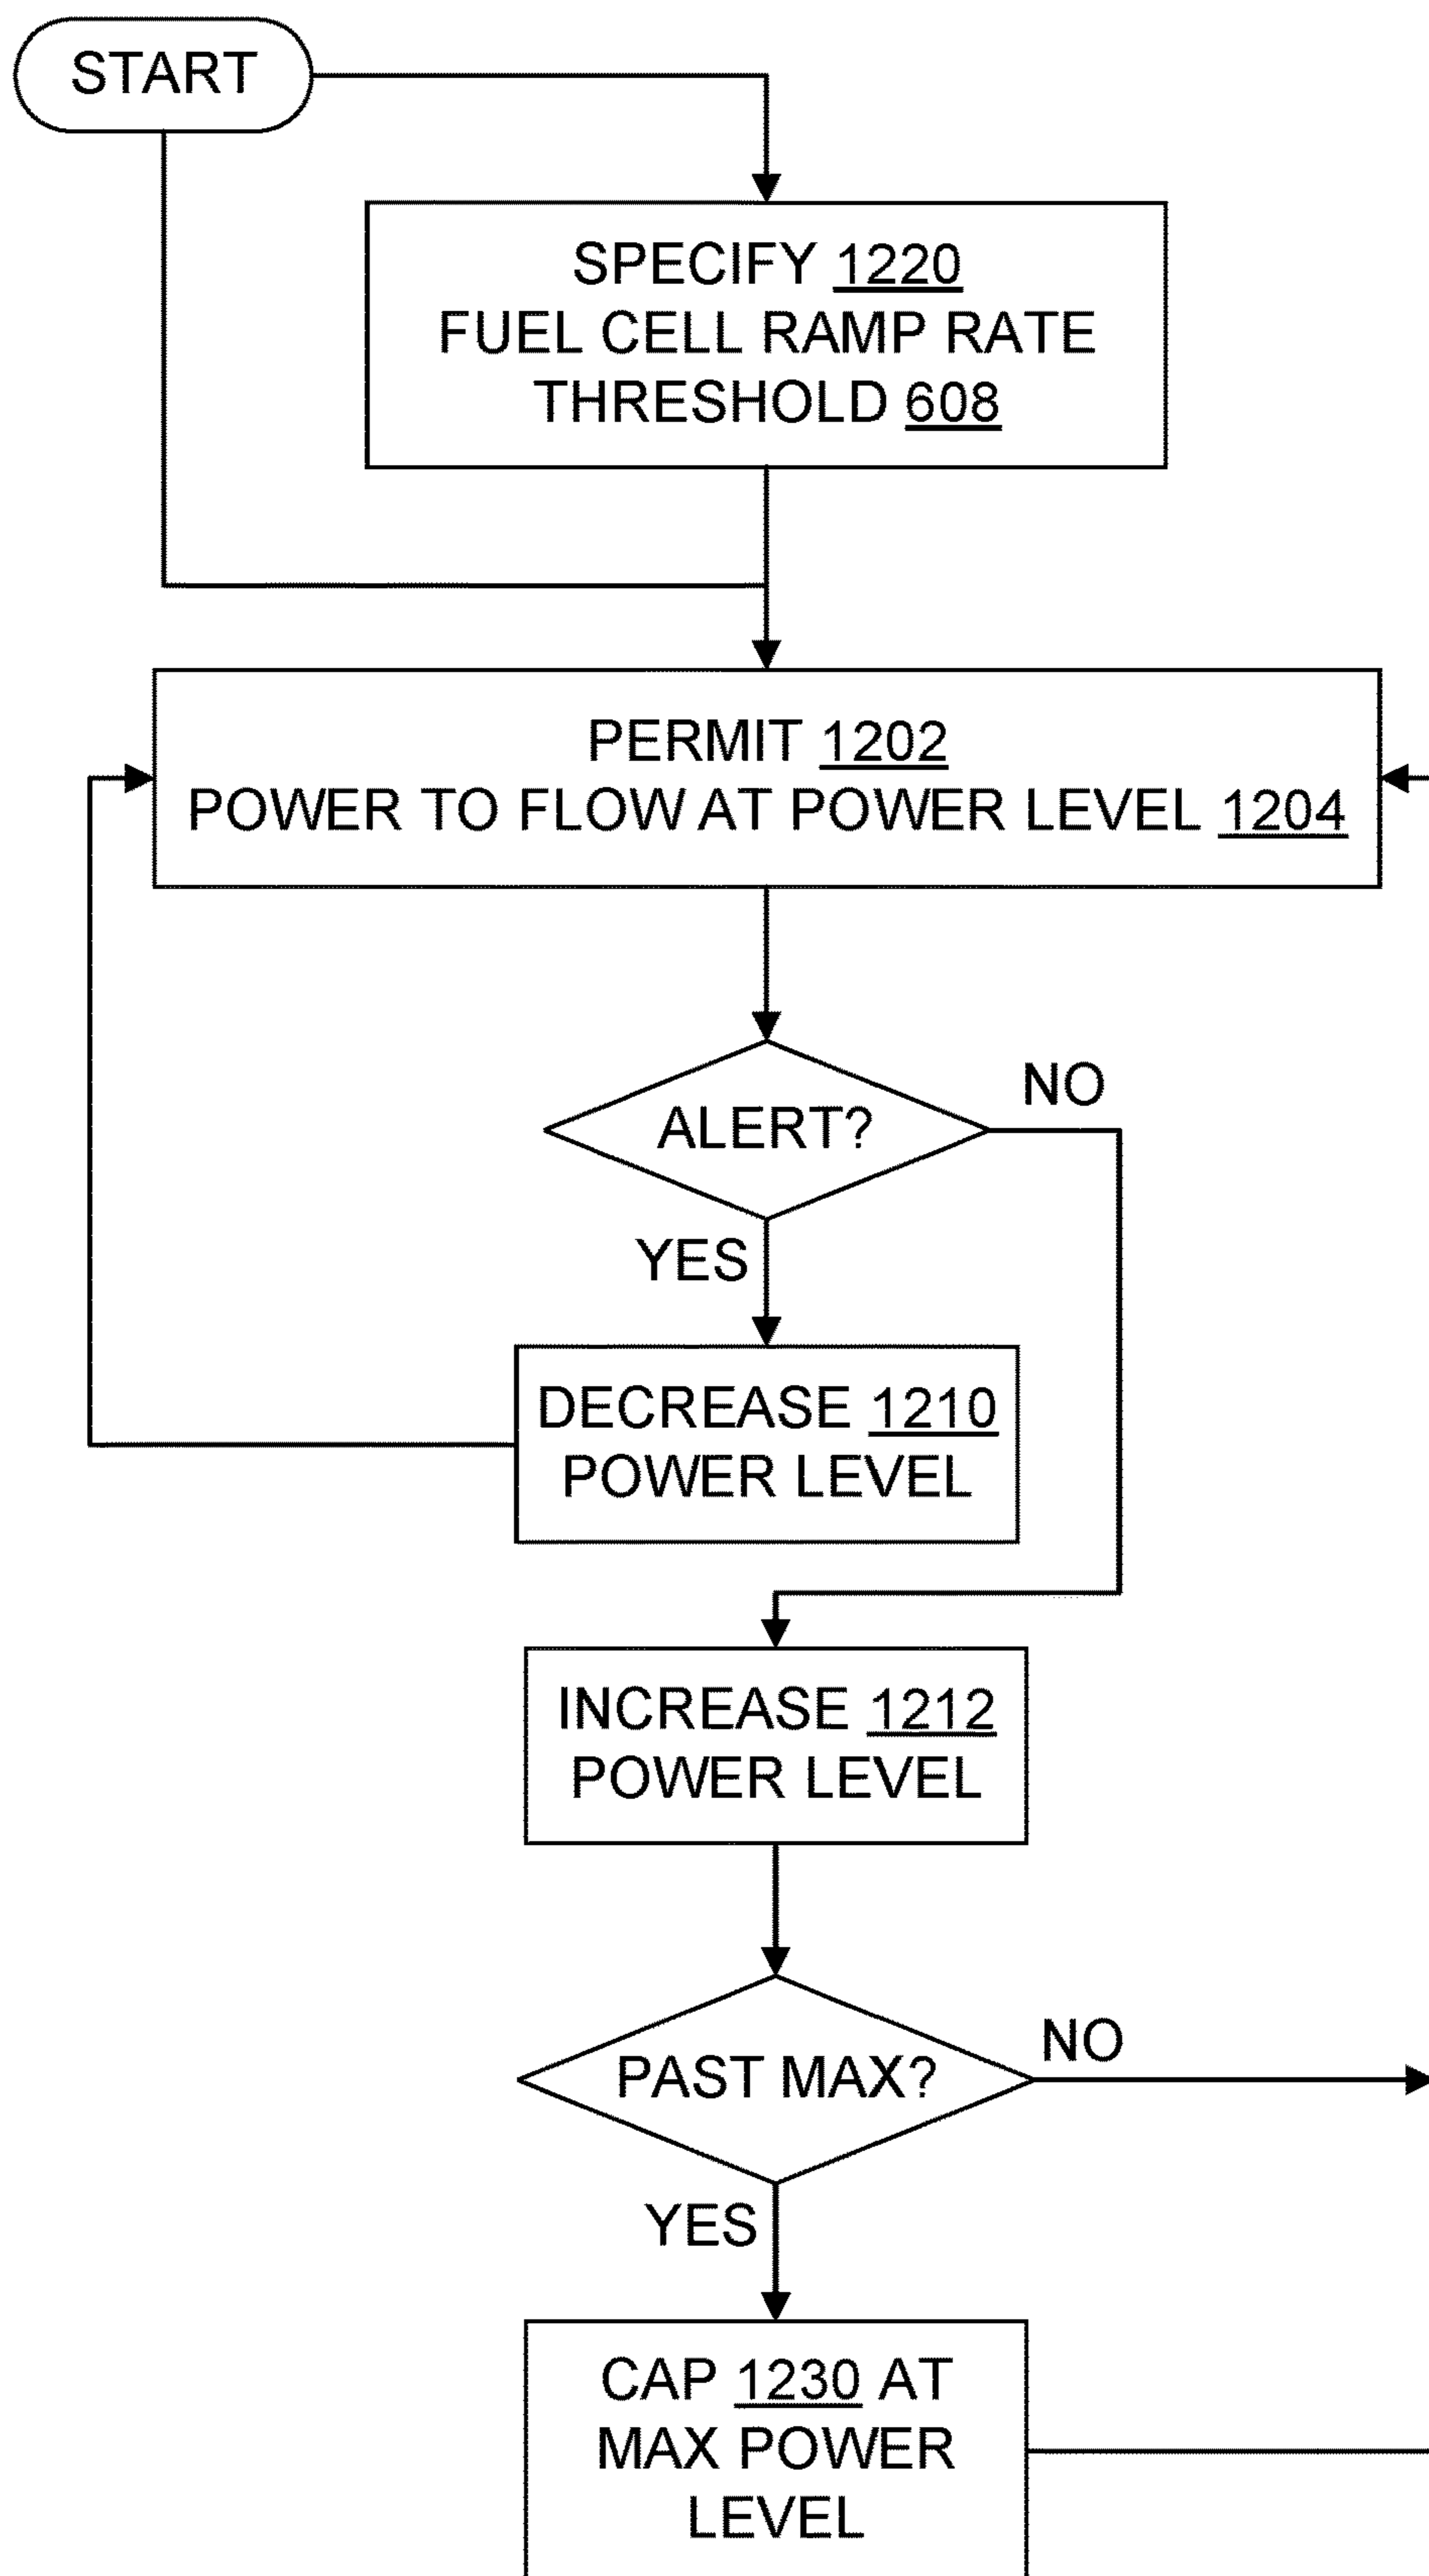 START
SPECIFY 1220
FUEL CELL RAMP RATE
THRESHOLD 608
PERMIT 1202
POWER TO FLOW AT POWER LEVEL 1204
ALERT?
NO
YES
DECREASE 1210
POWER LEVEL
INCREASE 1212
POWER LEVEL
PAST MAX?
NO
YES
CAP 1230 AT
MAX POWER
LEVEL